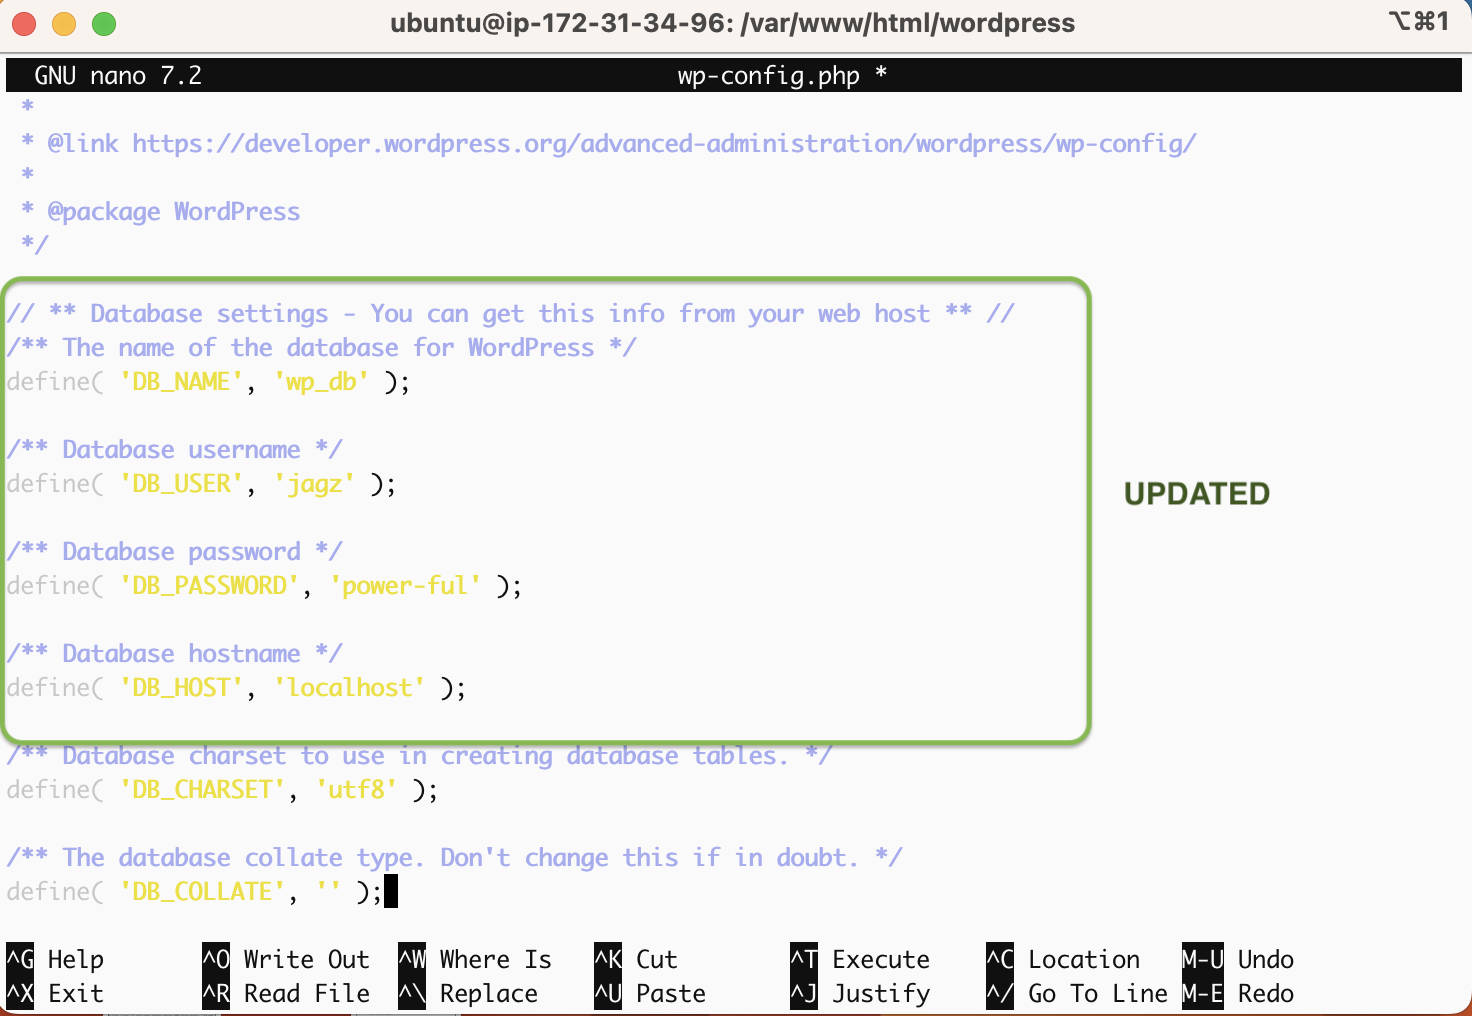 ubuntu@ip-172-31-34-96: /var/www/html/wordpress ⌥⌘1
GNU nano 7.2 wp-config.php *
*
* @link https://developer.wordpress.org/advanced-administration/wordpress/wp-config/
*
* @package WordPress
*/
// ** Database settings - You can get this info from your web host ** //
/** The name of the database for WordPress */
define( 'DB_NAME', 'wp_db' );
/** Database username */
define( 'DB_USER', 'jagz' );
UPDATED
/** Database password */
define( 'DB_PASSWORD', 'power-ful' );
/** Database hostname */
define( 'DB_HOST', 'localhost' );
/** Database charset to use in creating database tables. */
define( 'DB_CHARSET', 'utf8' );
/** The database collate type. Don't change this if in doubt. */
define( 'DB_COLLATE', '' );
^G Help ^O Write Out ^W Where Is ^K Cut ^T Execute ^C Location M-U Undo
^X Exit ^R Read File ^\ Replace ^U Paste ^J Justify ^/ Go To Line M-E Redo